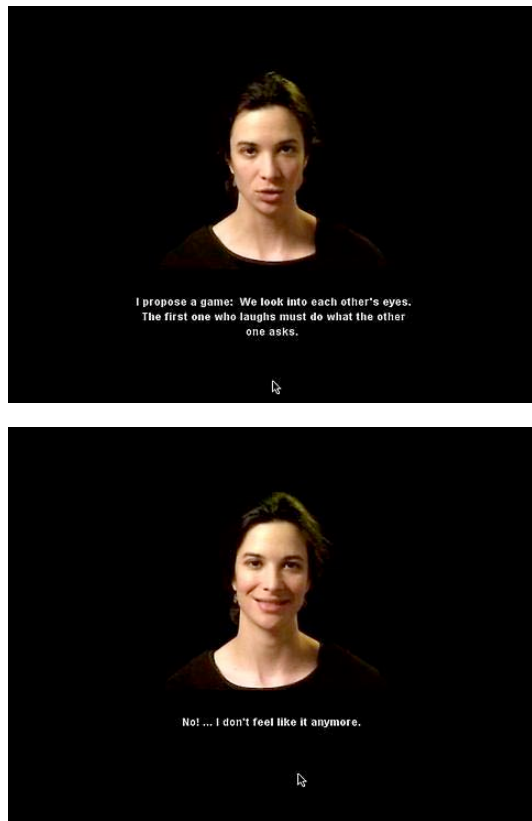 I propose a game: We look into each other's eyes.
The first one who laughs must do what the other
one asks.
No! ... I don't feel like it anymore.